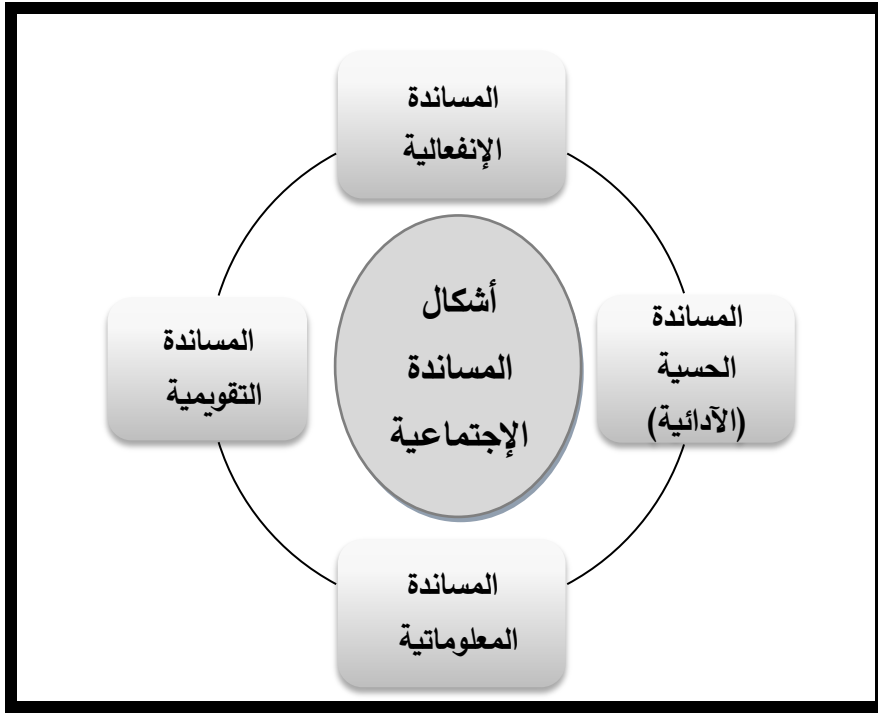 المساندة
الإنفعالية
أشكال
المساندة
الإجتماعية
المساندة
الحسية
(الآدائية)
المساندة
التقويمية
المساندة
المعلوماتية